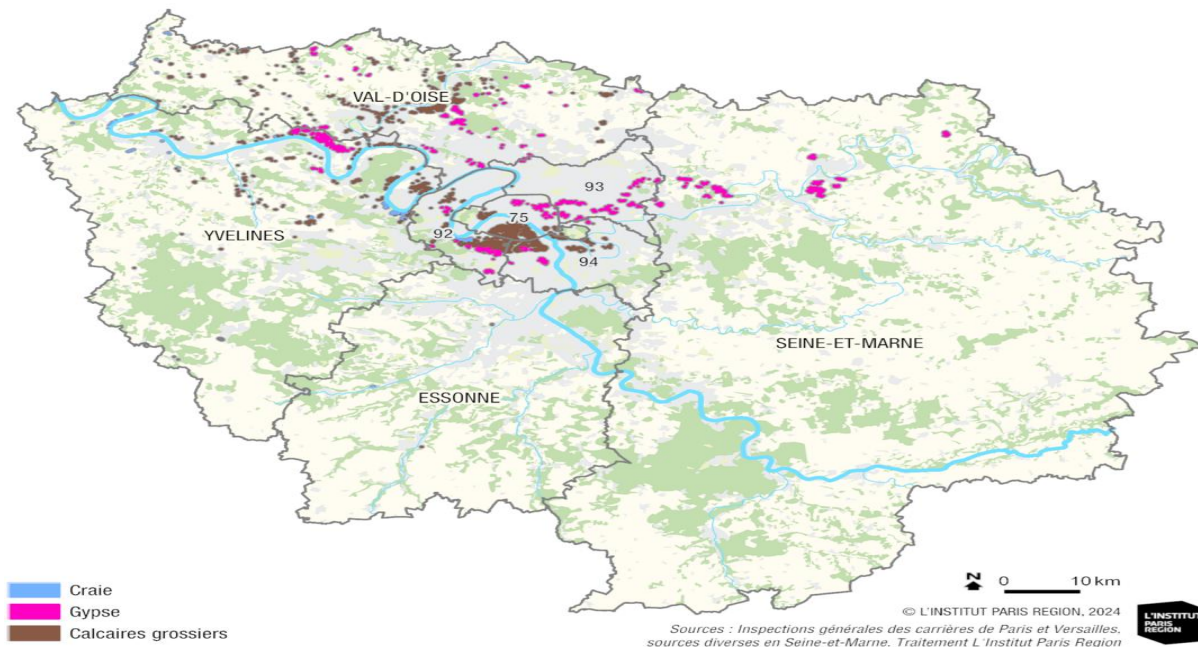 VAL-D'OISE
93
75
92
YVELINES
94
SEINE-ET-MARNE
ESSONNE
Craie
Gypse
Calcaires grossiers
N
0 10 km
© L'INSTITUT PARIS REGION, 2024
Sources : Inspections générales des carrières de Paris et Versailles,
sources diverses en Seine-et-Marne. Traitement L'Institut Paris Region
L'INSTITUT
PARIS
REGION